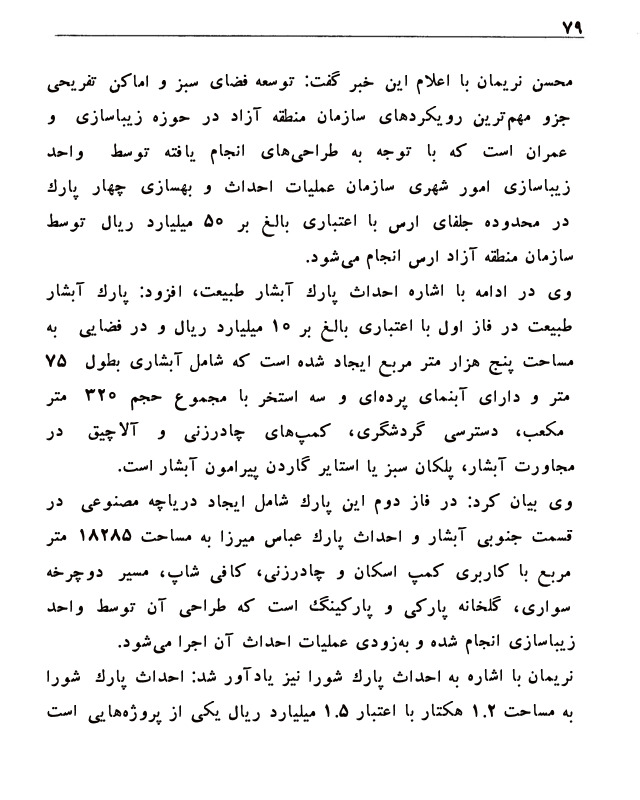 ۷۹
محسن نریمان با اعلام این خبر گفت: توسعه فضای سبز و اماکن تفریحی
جزو مهم‌ترین رویکردهای سازمان منطقه آزاد در حوزه زیباسازی و
عمران است که با توجه به طراحی‌های انجام یافته توسط واحد
زیباسازی امور شهری سازمان عملیات احداث و بهسازی چهار پارك
در محدوده جلفای ارس با اعتباری بالغ بر ۵۰ میلیارد ریال توسط
سازمان منطقه آزاد ارس انجام می‌شود.
وی در ادامه با اشاره احداث پارك آبشار طبیعت، افزود: پارك آبشار
طبیعت در فاز اول با اعتباری بالغ بر ۱۰ میلیارد ریال و در فضایی به
مساحت پنج هزار متر مربع ایجاد شده است که شامل آبشاری بطول ۷۵
متر و دارای آبنمای پرده‌ای و سه استخر با مجموع حجم ۳۲۰ متر
مکعب، دسترسی گردشگری، کمپ‌های چادرزنی و آلاچیق در
مجاورت آبشار، پلکان سبز یا استایر گاردن پیرامون آبشار است.
وی بیان کرد: در فاز دوم این پارك شامل ایجاد دریاچه مصنوعی در
قسمت جنوبی آبشار و احداث پارك عباس میرزا به مساحت ۱۸۲۸۵ متر
مربع با کاربری کمپ اسکان و چادرزنی، کافی شاپ، مسیر دوچرخه
سواری، گلخانه پارکی و پارکینگ است که طراحی آن توسط واحد
زیباسازی انجام شده و به‌زودی عملیات احداث آن اجرا می‌شود.
نریمان با اشاره به احداث پارك شورا نیز یادآور شد: احداث پارك شورا
به مساحت ۱.۲ هکتار با اعتبار ۱.۵ میلیارد ریال یکی از پروژه‌هایی است